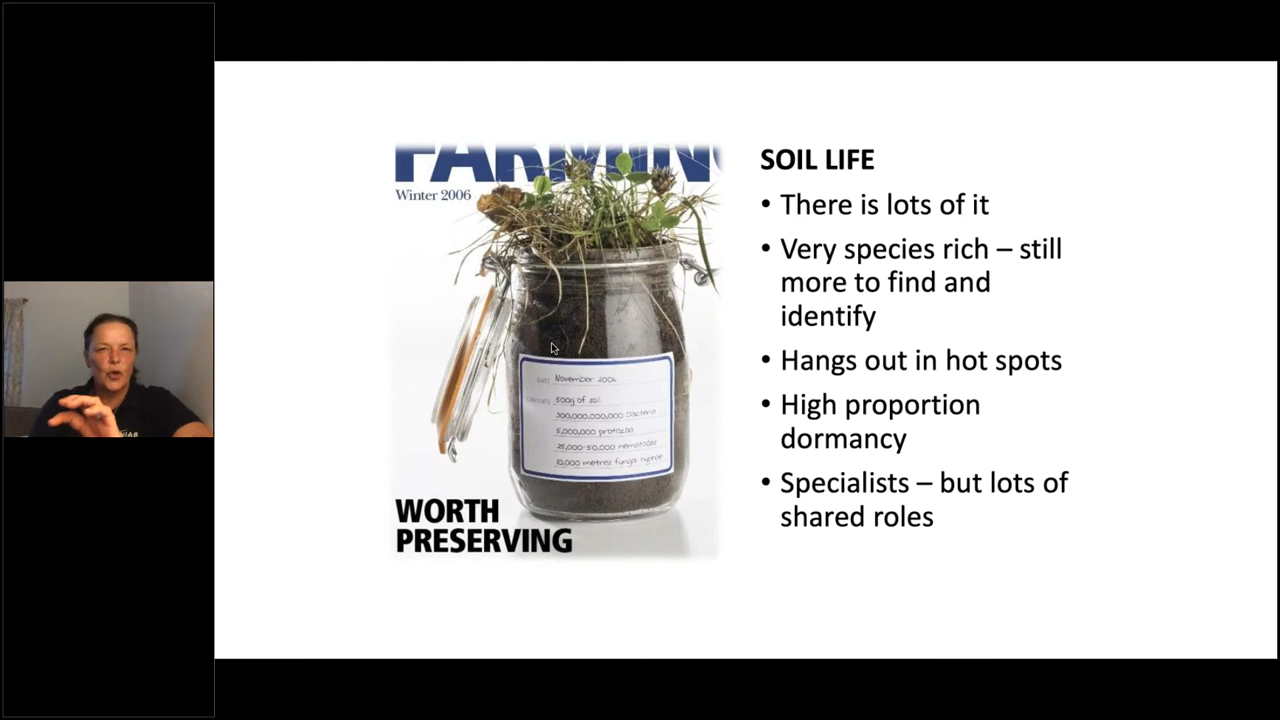 FARMING
Winter 2006
November 2006
500g of soil
300,000,000,000 bacteria
5,000,000 protozoa
25,000-50,000 nematodes
10,000 metres fungal hyphae
WORTH
PRESERVING
SOIL LIFE
• There is lots of it
• Very species rich – still
more to find and
identify
• Hangs out in hot spots
• High proportion
dormancy
• Specialists – but lots of
shared roles